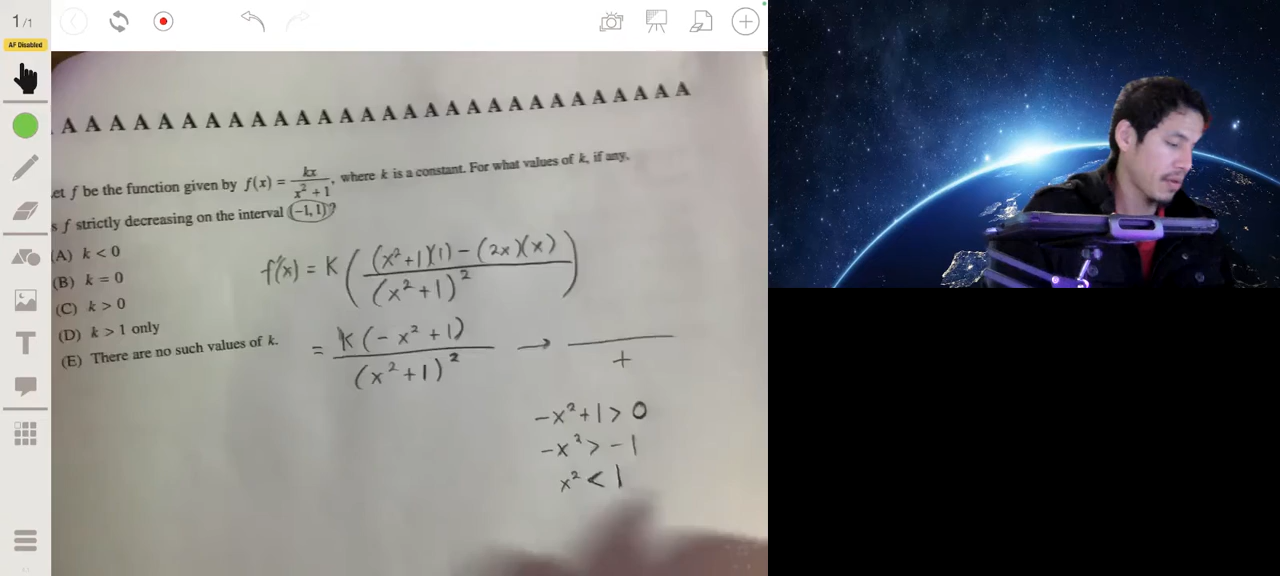 1/1
AF Disabled
A A A A A A A A A A A A A A A A A A A A A A A A A A A
et f be the function given by f(x) = kx / x² + 1, where k is a constant. For what values of k, if any,
s f strictly decreasing on the interval (−1, 1)?
(A) k < 0
(B) k = 0
(C) k > 0
(D) k > 1 only
(E) There are no such values of k.
f'(x) = K ( (x²+1)(1) − (2x)(x) / (x²+1)² )
= K(−x²+1) / (x²+1)² → — / +
−x²+1 > 0
−x² > −1
x² < 1
T